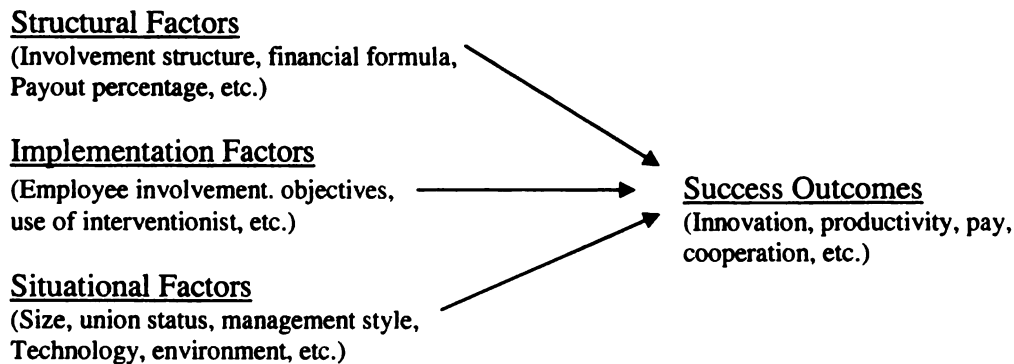 Structural Factors
(Involvement structure, financial formula,
Payout percentage, etc.)
Implementation Factors
(Employee involvement. objectives,
use of interventionist, etc.)
Success Outcomes
(Innovation, productivity, pay,
cooperation, etc.)
Situational Factors
(Size, union status, management style,
Technology, environment, etc.)